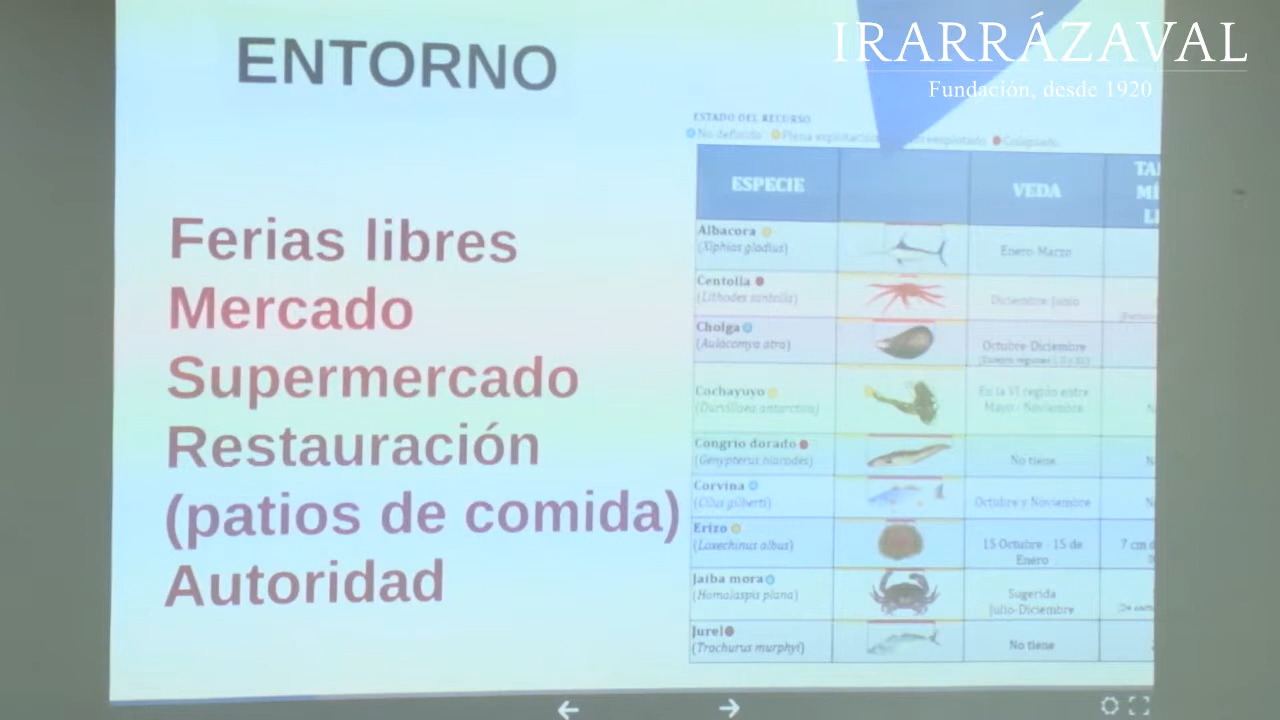 IRARRÁZAVAL
Fundación, desde 1920
ENTORNO
Ferias libres
Mercado
Supermercado
Restauración
(patios de comida)
Autoridad
ESTADO DEL RECURSO
No definido Plena explotación Colapsado
ESPECIE VEDA
Albacora
(Xiphias gladius)
Enero-Marzo
Centolla
(Lithodes santolla)
Diciembre-Junio
Cholga
(Aulacomya atra)
Octubre-Diciembre
Cochayuyo
(Durvillaea antarctica)
En la VI región entre
Mayo - Noviembre
Congrio dorado
(Genypterus blacodes)
No tiene
Corvina
(Cilus gilberti)
Octubre y Noviembre
Erizo
(Loxechinus albus)
15 Octubre - 15 de
Enero
7 cm
Jaiba mora
(Homalaspis plana)
Sugerida
Julio-Diciembre
Jurel
(Trachurus murphyi)
No tiene